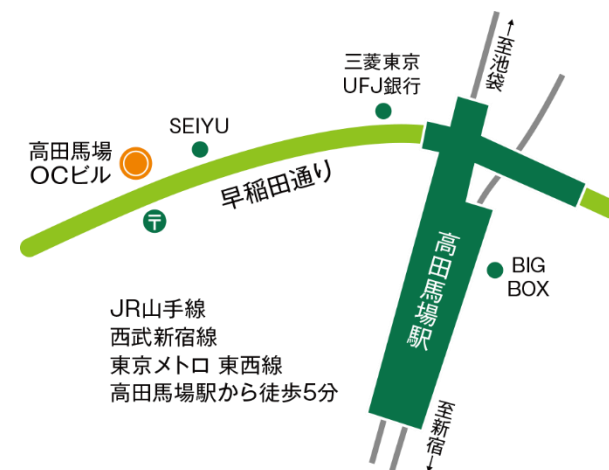 ←至池袋
三菱東京
UFJ銀行
SEIYU
高田馬場
OCビル
早稲田通り
〒
高田馬場駅
BIG
BOX
JR山手線
西武新宿線
東京メトロ 東西線
高田馬場駅から徒歩5分
至新宿→